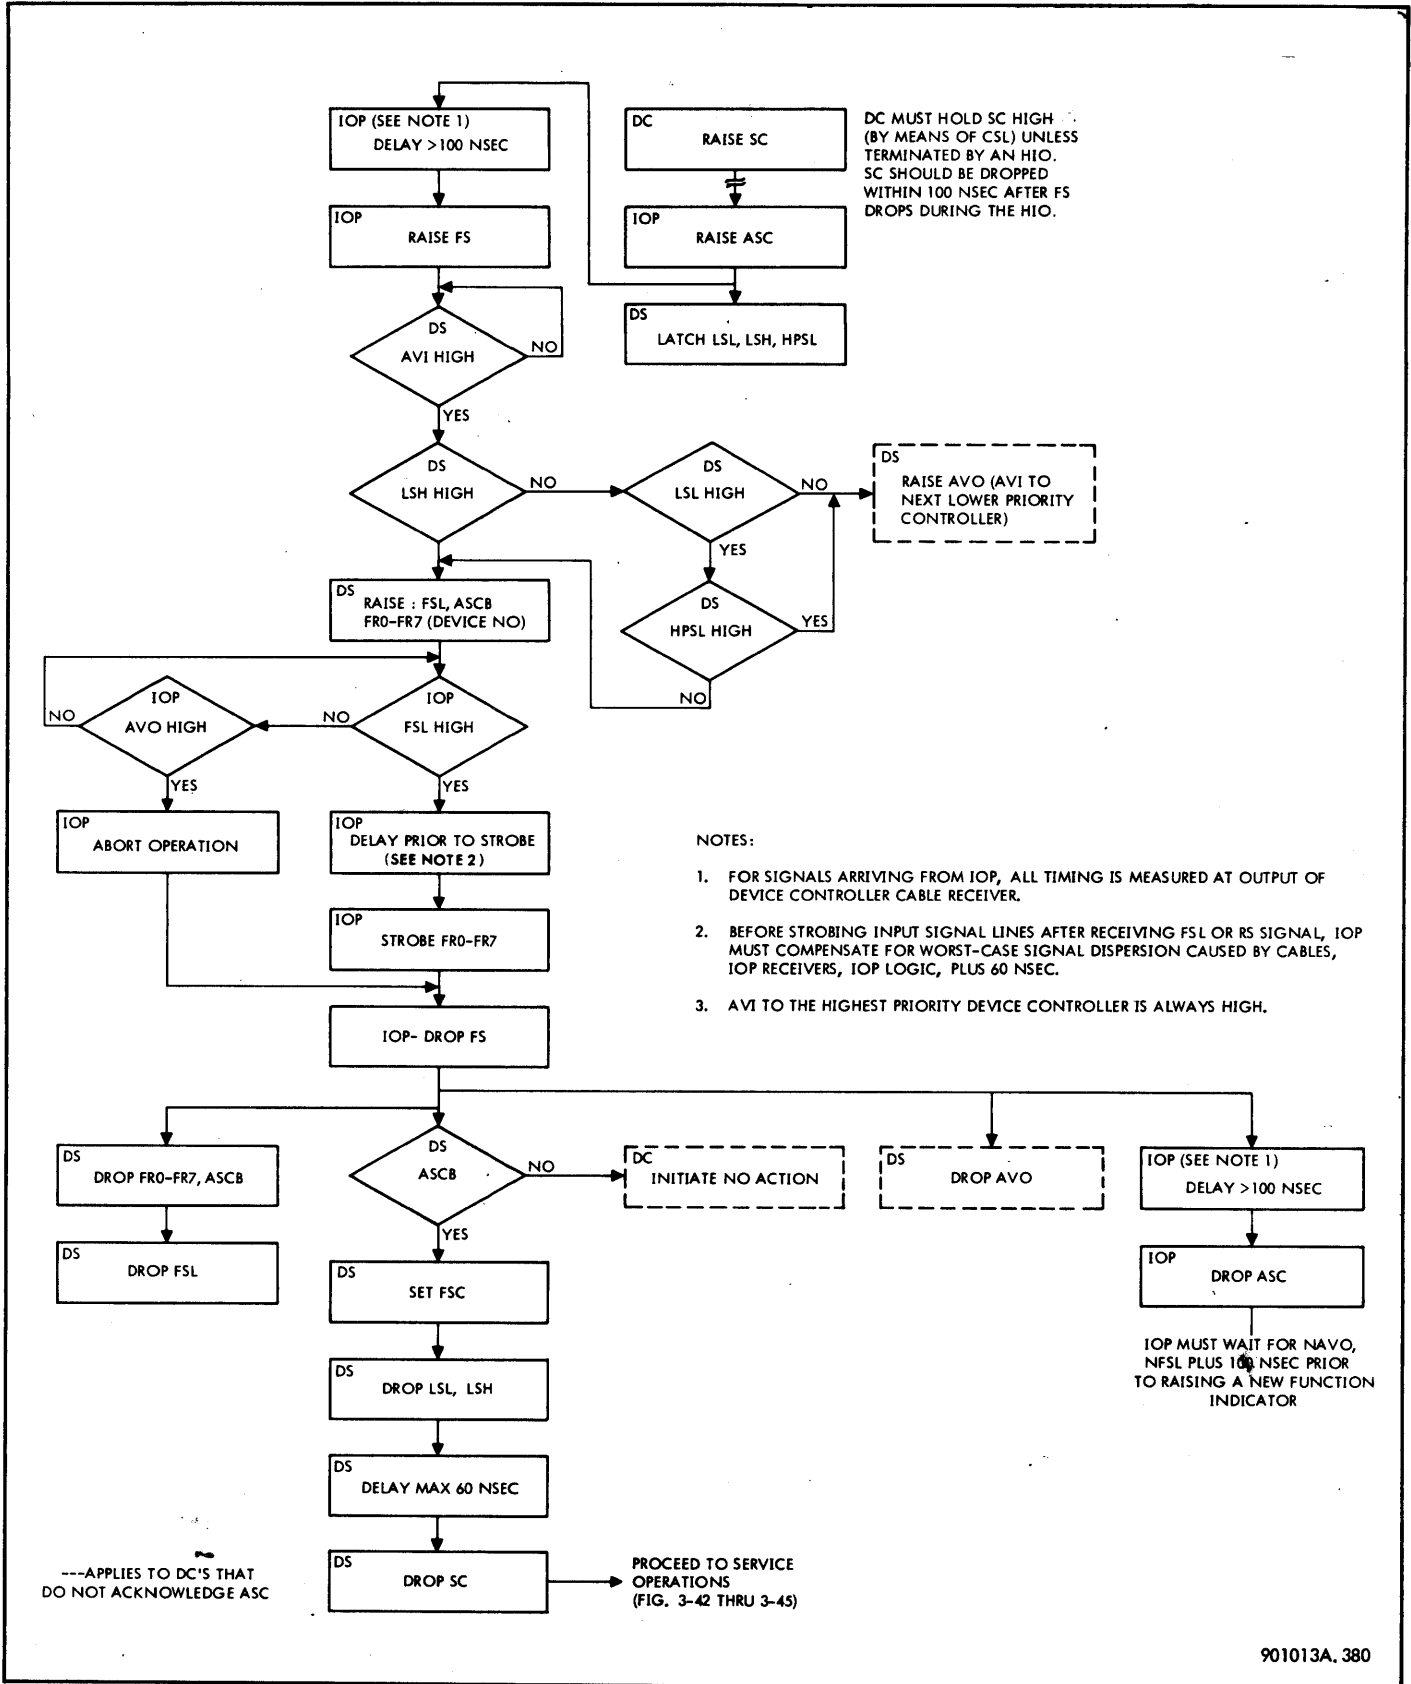 IOP (SEE NOTE 1)
DELAY >100 NSEC
DC
RAISE SC
DC MUST HOLD SC HIGH
(BY MEANS OF CSL) UNLESS
TERMINATED BY AN HIO.
SC SHOULD BE DROPPED
WITHIN 100 NSEC AFTER FS
DROPS DURING THE HIO.
IOP
RAISE FS
IOP
RAISE ASC
DS
LATCH LSL, LSH, HPSL
DS
AVI HIGH
NO
YES
DS
LSH HIGH
NO
DS
LSL HIGH
NO
YES
DS
RAISE AVO (AVI TO
NEXT LOWER PRIORITY
CONTROLLER)
DS
HPSL HIGH
YES
NO
DS
RAISE : FSL, ASCB
FR0-FR7 (DEVICE NO)
IOP
FSL HIGH
NO
YES
IOP
AVO HIGH
NO
YES
IOP
ABORT OPERATION
IOP
DELAY PRIOR TO STROBE
(SEE NOTE 2)
IOP
STROBE FR0-FR7
IOP- DROP FS
NOTES:
1. FOR SIGNALS ARRIVING FROM IOP, ALL TIMING IS MEASURED AT OUTPUT OF
DEVICE CONTROLLER CABLE RECEIVER.
2. BEFORE STROBING INPUT SIGNAL LINES AFTER RECEIVING FSL OR RS SIGNAL, IOP
MUST COMPENSATE FOR WORST-CASE SIGNAL DISPERSION CAUSED BY CABLES,
IOP RECEIVERS, IOP LOGIC, PLUS 60 NSEC.
3. AVI TO THE HIGHEST PRIORITY DEVICE CONTROLLER IS ALWAYS HIGH.
DS
DROP FR0-FR7, ASCB
DS
DROP FSL
DS
ASCB
NO
YES
DC
INITIATE NO ACTION
DS
DROP AVO
IOP (SEE NOTE 1)
DELAY >100 NSEC
IOP
DROP ASC
IOP MUST WAIT FOR NAVO,
NFSL PLUS 100 NSEC PRIOR
TO RAISING A NEW FUNCTION
INDICATOR
DS
SET FSC
DS
DROP LSL, LSH
DS
DELAY MAX 60 NSEC
DS
DROP SC
PROCEED TO SERVICE
OPERATIONS
(FIG. 3-42 THRU 3-45)
---APPLIES TO DC'S THAT
DO NOT ACKNOWLEDGE ASC
901013A. 380